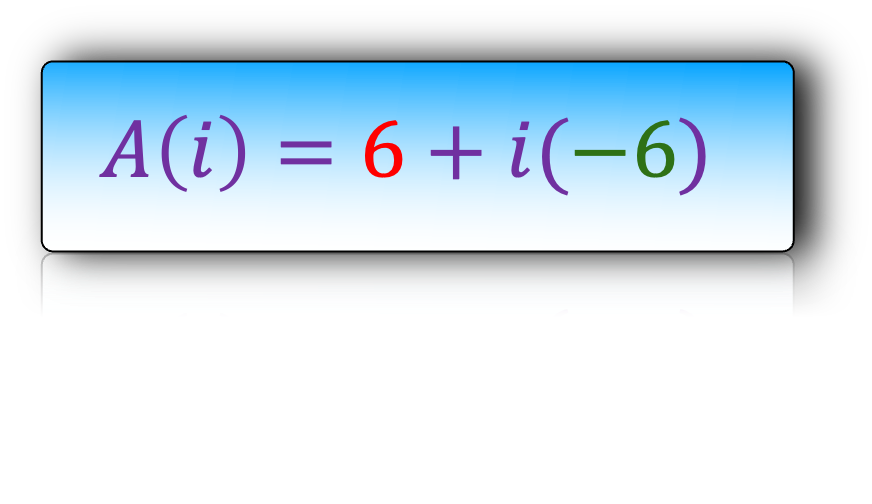 A(i) = 6 + i(−6)